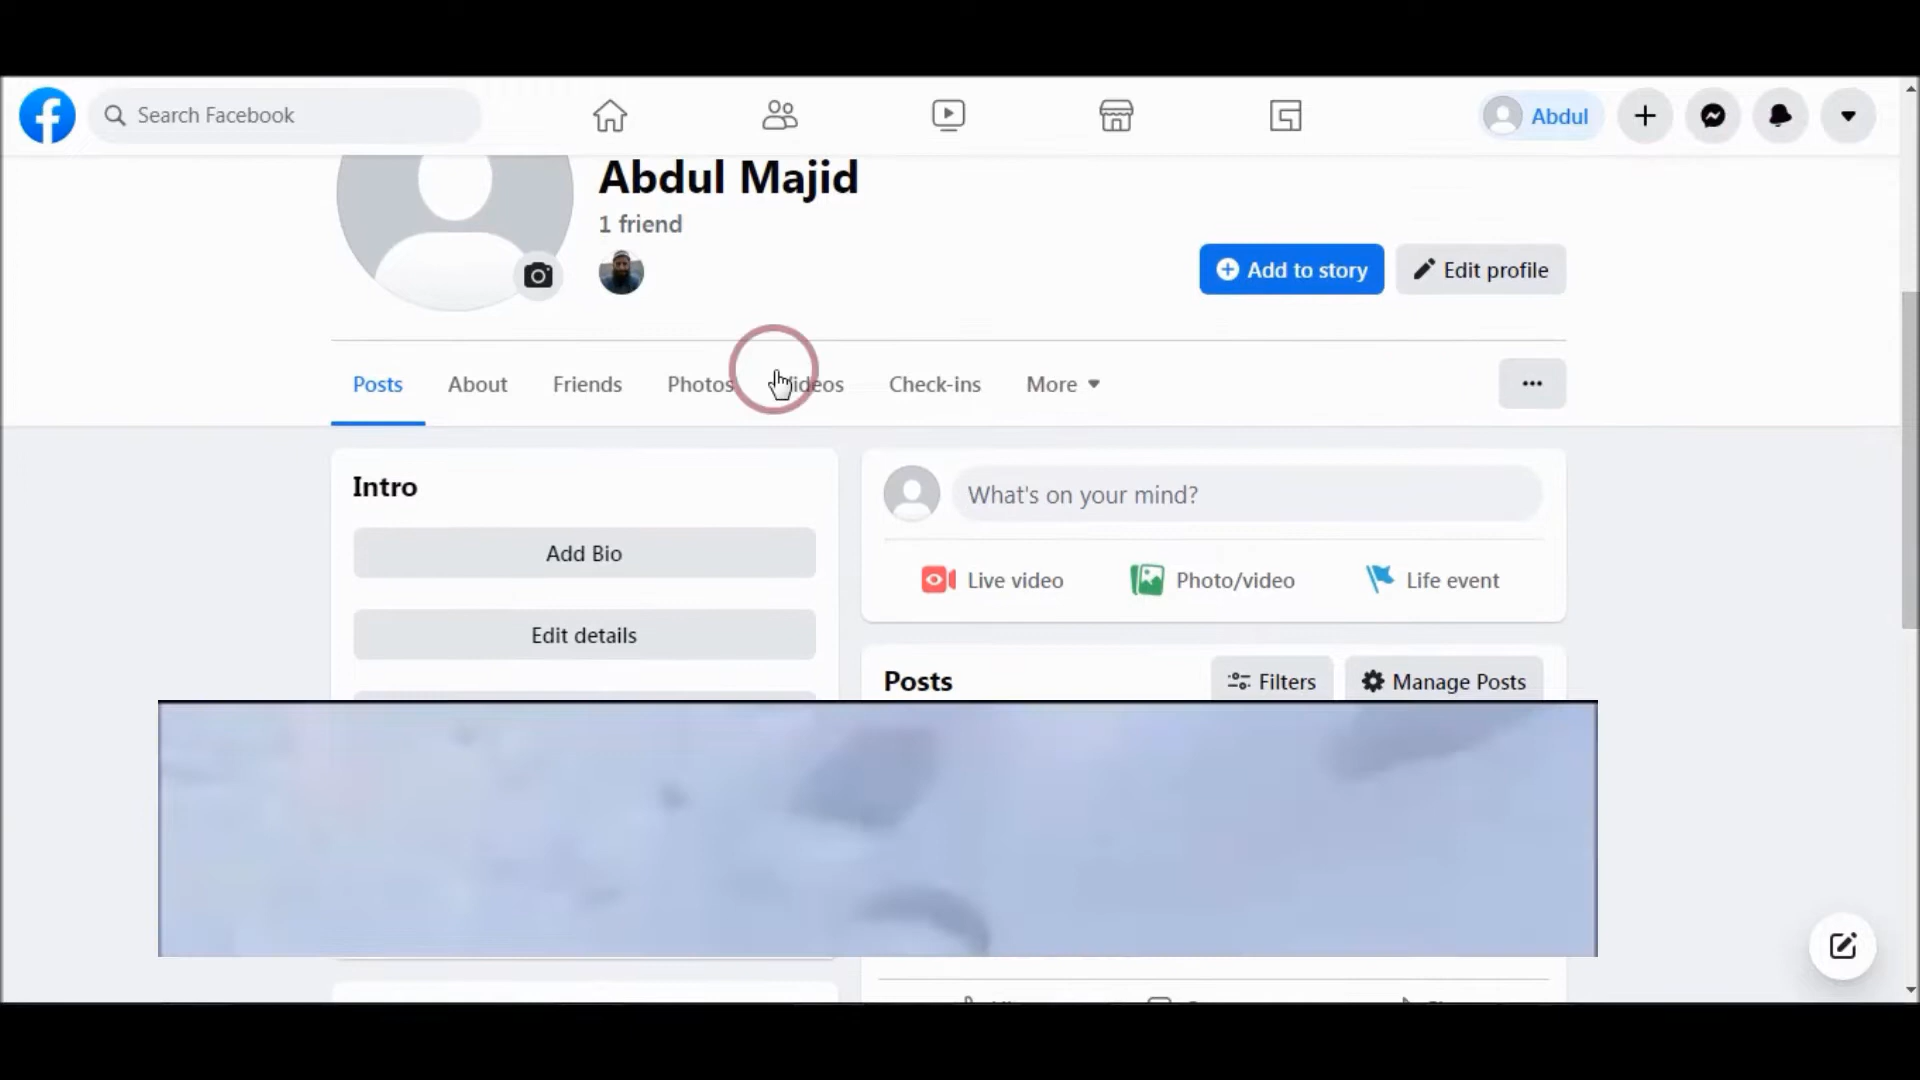 Search Facebook
Abdul
Abdul Majid
1 friend
Add to story
Edit profile
Posts
About
Friends
Photos
Videos
Check-ins
More
Intro
Add Bio
Edit details
What's on your mind?
Live video
Photo/video
Life event
Posts
Filters
Manage Posts